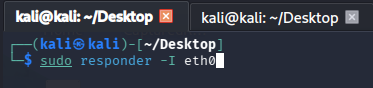 kali@kali: ~/Desktop kali@kali: ~/Desktop
┌──(kali㉿kali)-[~/Desktop]
└─$ sudo responder -I eth0